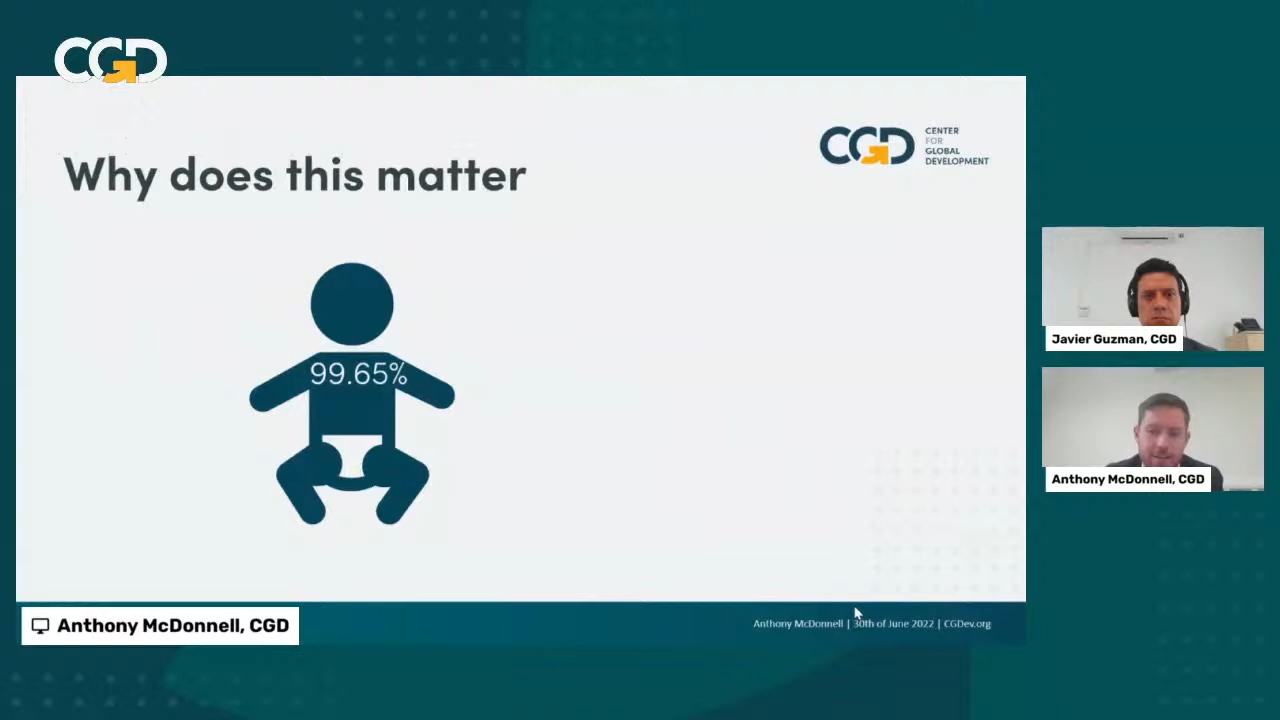 CGD
CGD
CENTER
FOR
GLOBAL
DEVELOPMENT
Why does this matter
99.65%
Javier Guzman, CGD
Anthony McDonnell, CGD
Anthony McDonnell, CGD
Anthony McDonnell | 30th of June 2022 | CGDev.org